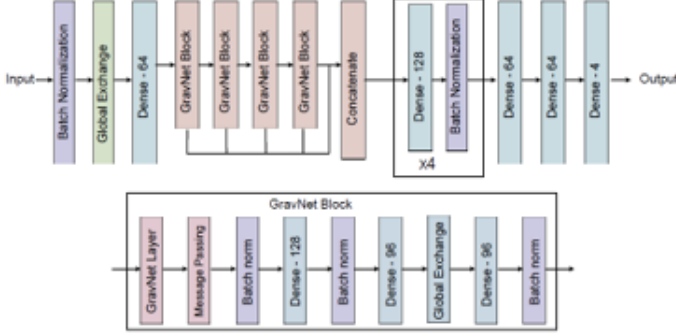 Input
Batch Normalization
Global Exchange
Dense - 64
GravNet Block
GravNet Block
GravNet Block
GravNet Block
Concatenate
Dense - 128
Batch Normalization
x4
Dense - 64
Dense - 64
Dense - 4
Output
GravNet Block
GravNet Layer
Message Passing
Batch norm
Dense - 128
Batch norm
Dense - 96
Global Exchange
Dense - 96
Batch norm